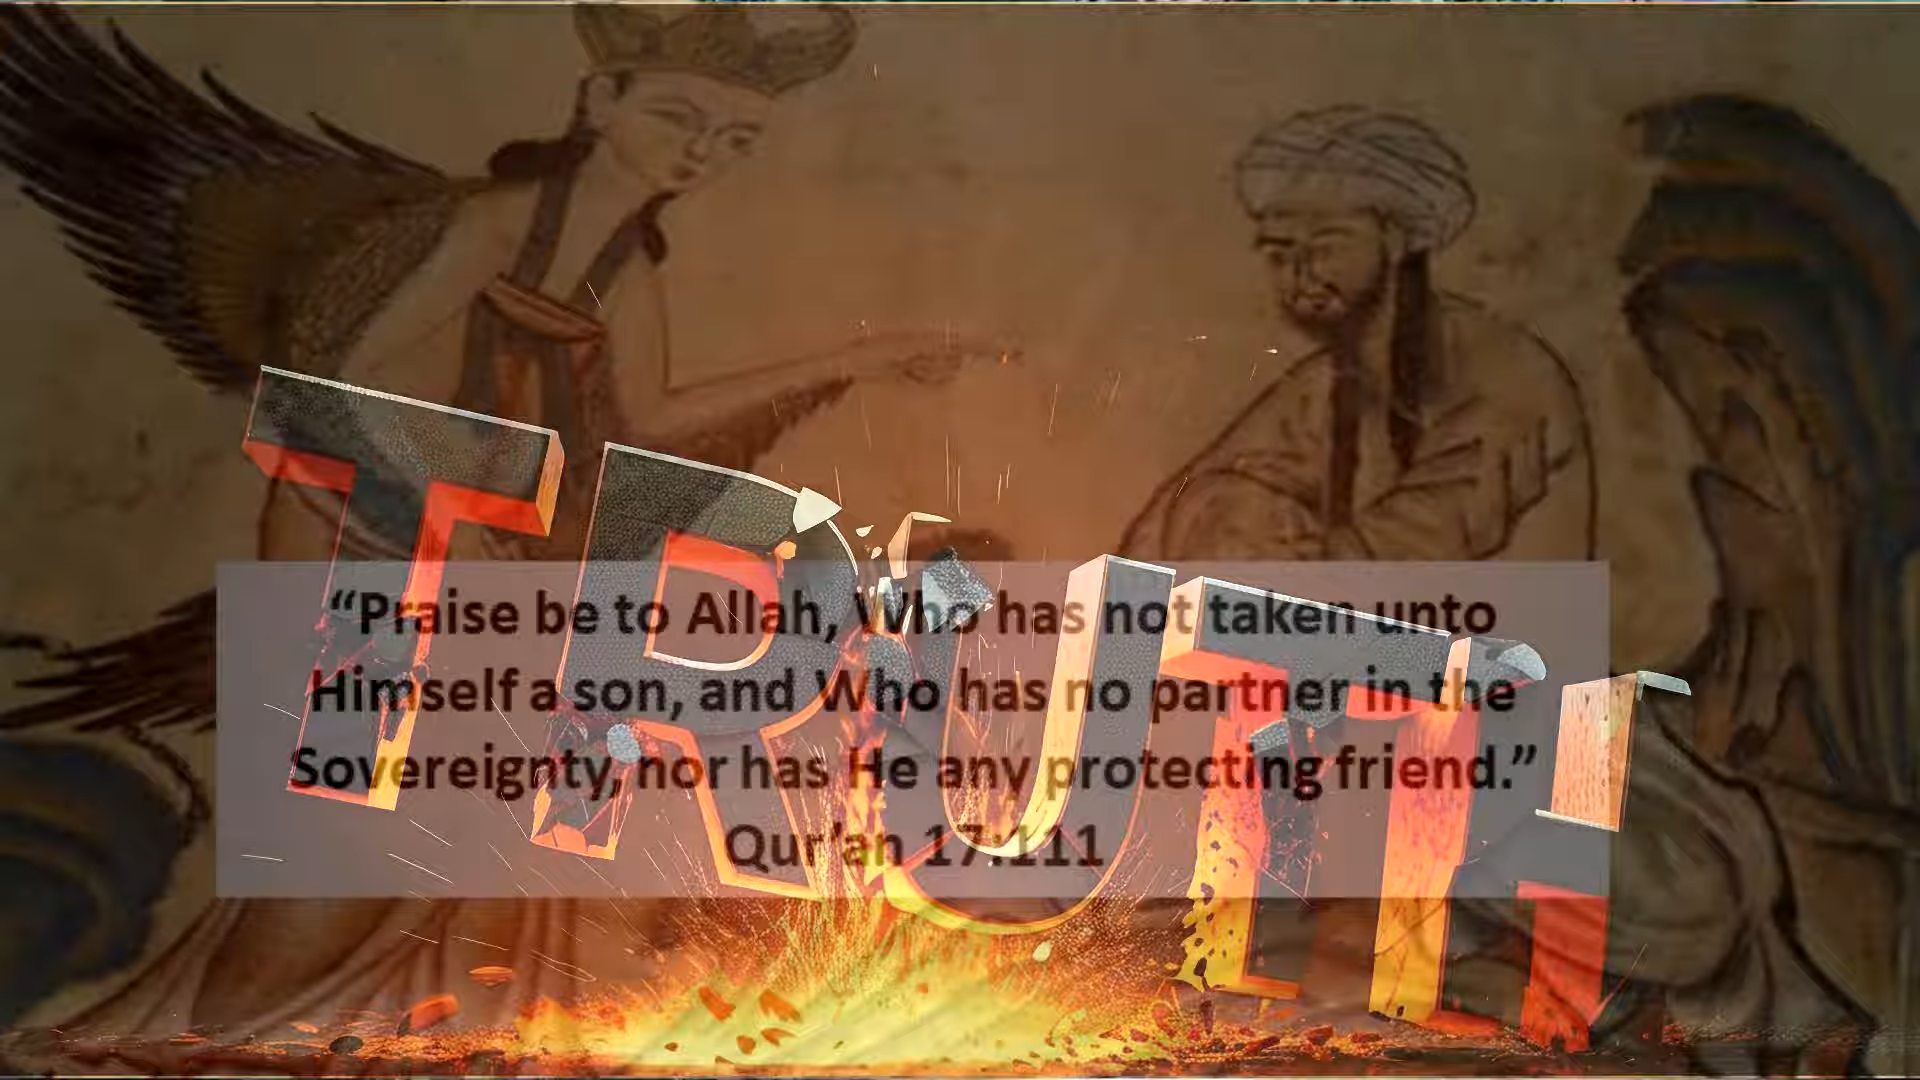 TRUTH
“Praise be to Allah, Who has not taken unto
Himself a son, and Who has no partner in the
Sovereignty, nor has He any protecting friend.”
Qur’an 17:111